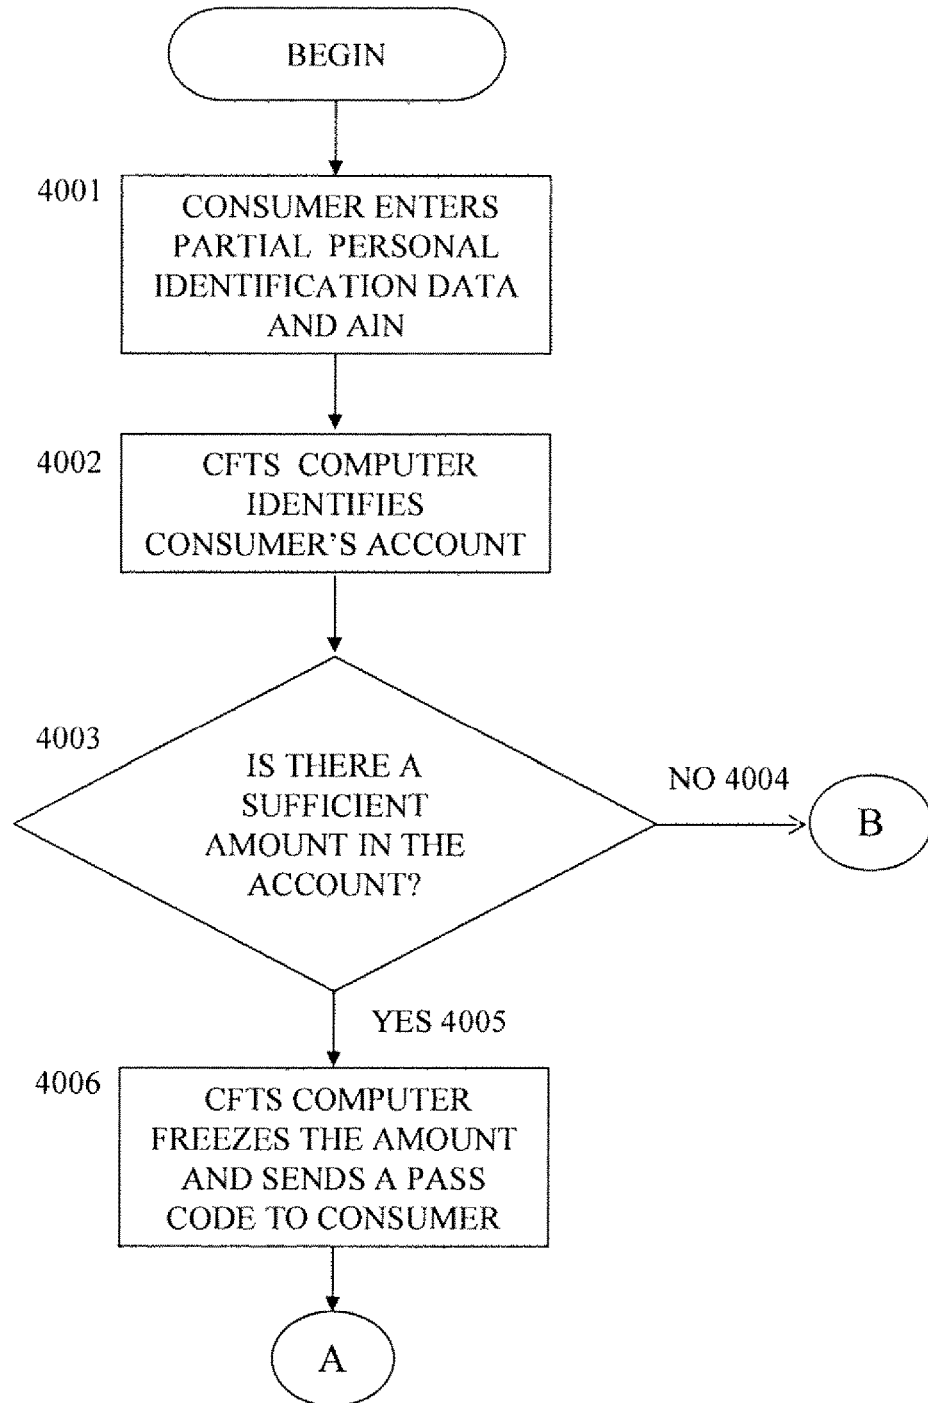 BEGIN
4001
CONSUMER ENTERS
PARTIAL PERSONAL
IDENTIFICATION DATA
AND AIN
4002
CFTS COMPUTER
IDENTIFIES
CONSUMER'S ACCOUNT
4003
IS THERE A
SUFFICIENT
AMOUNT IN THE
ACCOUNT?
NO 4004
B
YES 4005
4006
CFTS COMPUTER
FREEZES THE AMOUNT
AND SENDS A PASS
CODE TO CONSUMER
A